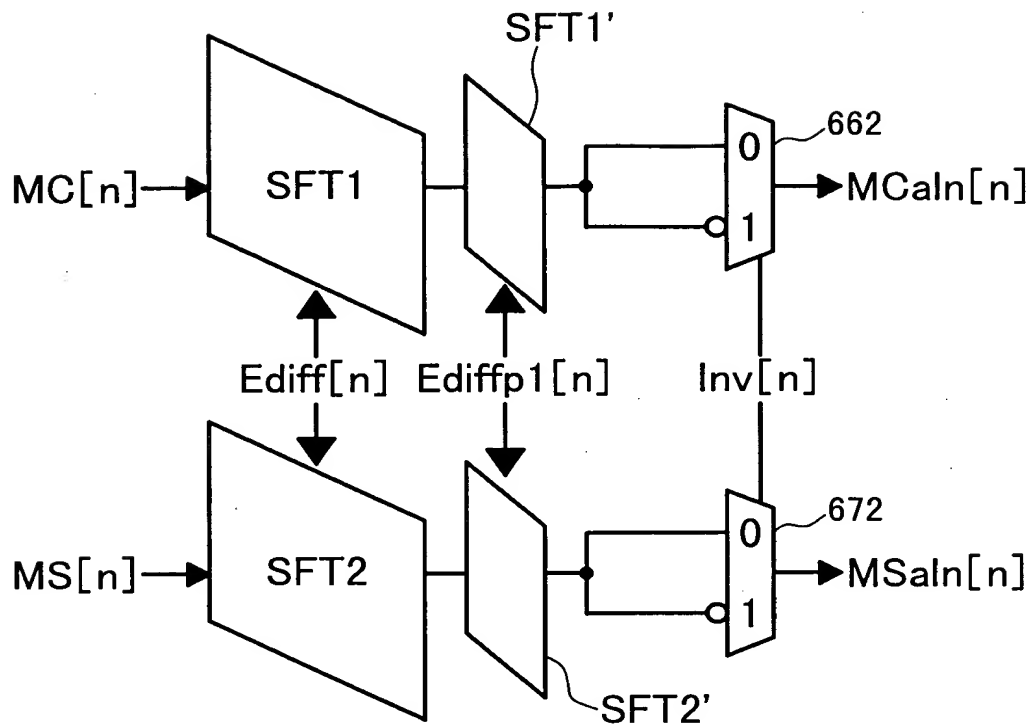 SFT1'
662
0
MC[n]
SFT1
MCaln[n]
1
Ediff[n]
Ediffp1[n]
Inv[n]
672
0
MS[n]
SFT2
MSaln[n]
1
SFT2'